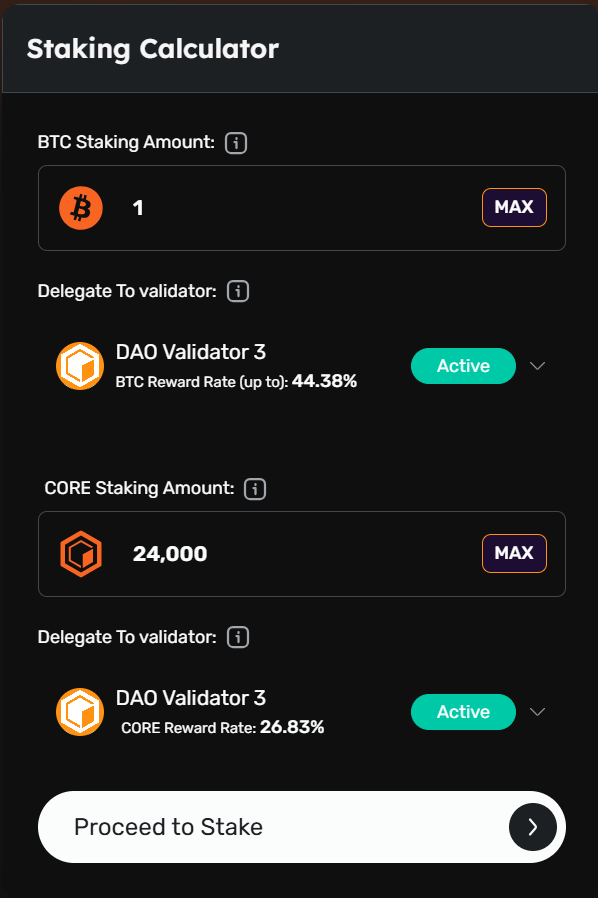 Staking Calculator
BTC Staking Amount:
1
MAX
Delegate To validator:
DAO Validator 3
BTC Reward Rate (up to): 44.38%
Active
CORE Staking Amount:
24,000
MAX
Delegate To validator:
DAO Validator 3
CORE Reward Rate: 26.83%
Active
Proceed to Stake